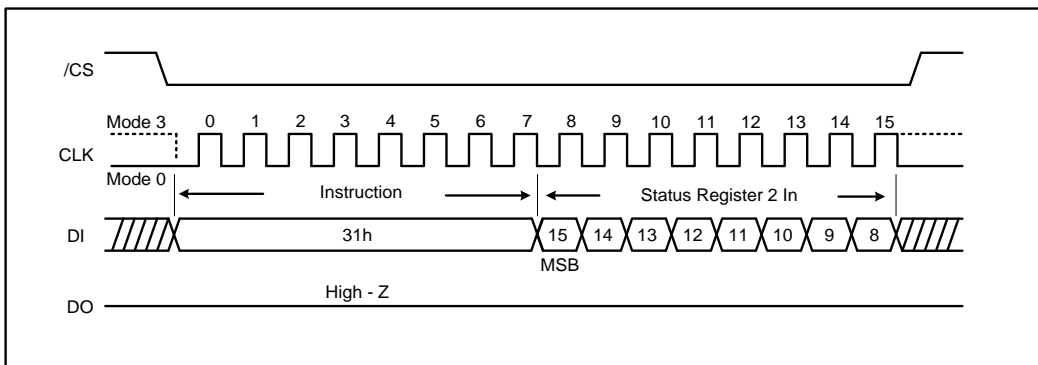 /CS
Mode 3 0 1 2 3 4 5 6 7 8 9 10 11 12 13 14 15
CLK
Mode 0
Instruction Status Register 2 In
DI 31h 15 14 13 12 11 10 9 8
MSB
High - Z
DO